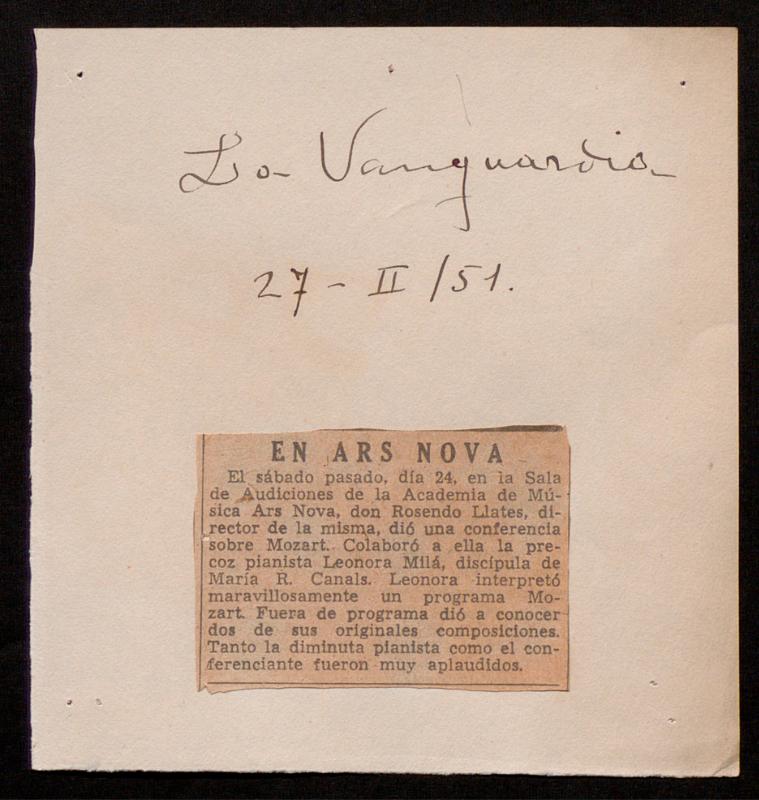 La Vanguardia
27 - II / 51.
EN ARS NOVA
El sábado pasado, día 24, en la Sala
de Audiciones de la Academia de Mú-
sica Ars Nova, don Rosendo Llates, di-
rector de la misma, dió una conferencia
sobre Mozart. Colaboró a ella la pre-
coz pianista Leonora Milá, discípula de
María R. Canals. Leonora interpretó
maravillosamente un programa Mo-
zart. Fuera de programa dió a conocer
dos de sus originales composiciones.
Tanto la diminuta pianista como el con-
ferenciante fueron muy aplaudidos.